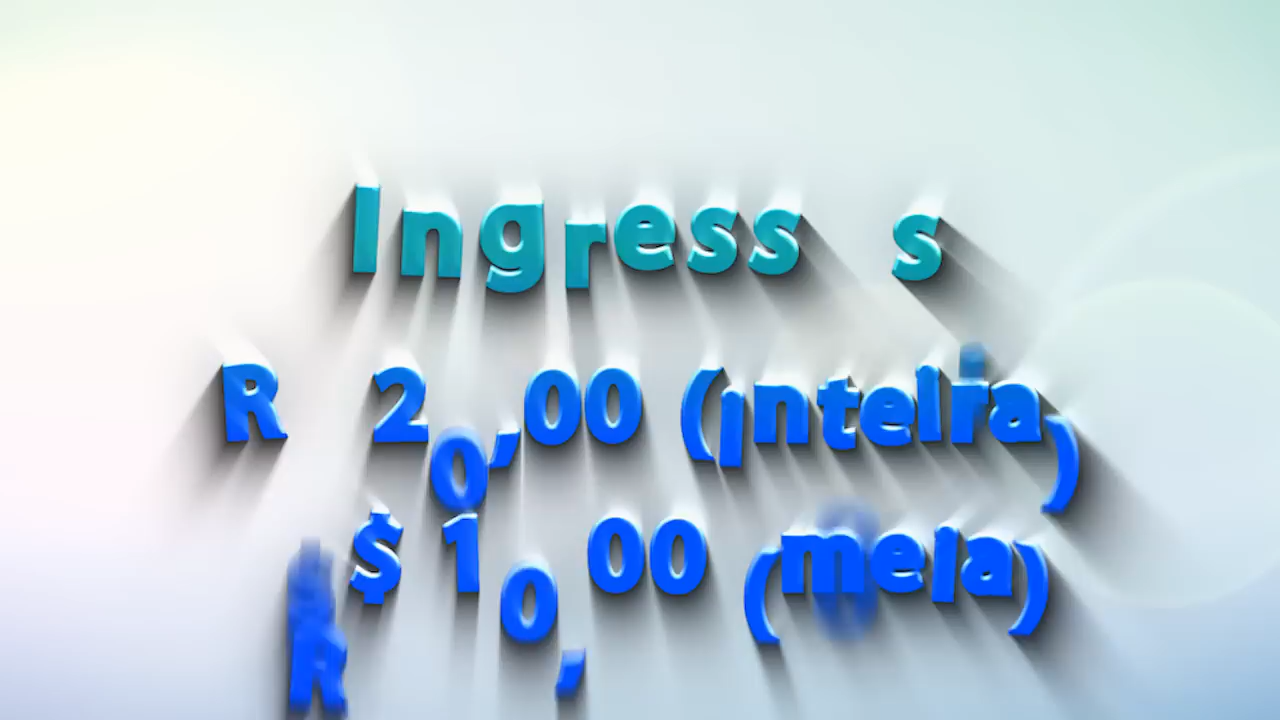 Ingress s
R 20,00 (inteira)
R$ 10,00 (meia)